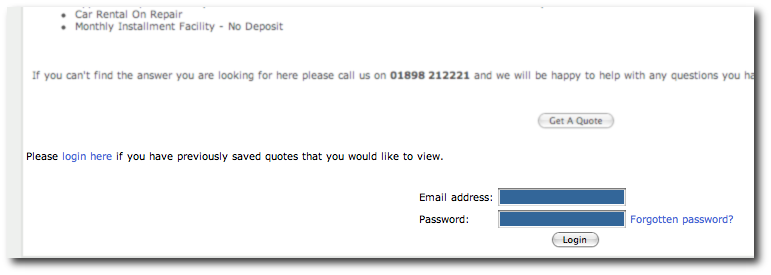 • Car Rental On Repair
• Monthly Installment Facility - No Deposit
If you can't find the answer you are looking for here please call us on 01898 212221 and we will be happy to help with any questions you
Get A Quote
Please login here if you have previously saved quotes that you would like to view.
Email address:
Password: Forgotten password?
Login